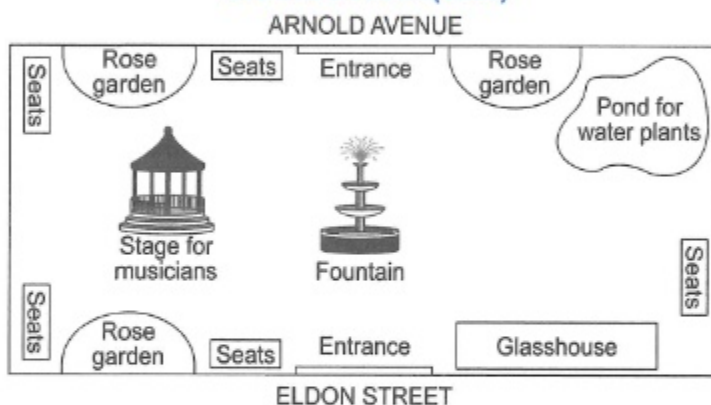 ARNOLD AVENUE
Seats
Rose
garden
Seats
Entrance
Rose
garden
Pond for
water plants
Stage for
musicians
Fountain
Seats
Seats
Rose
garden
Seats
Entrance
Glasshouse
ELDON STREET